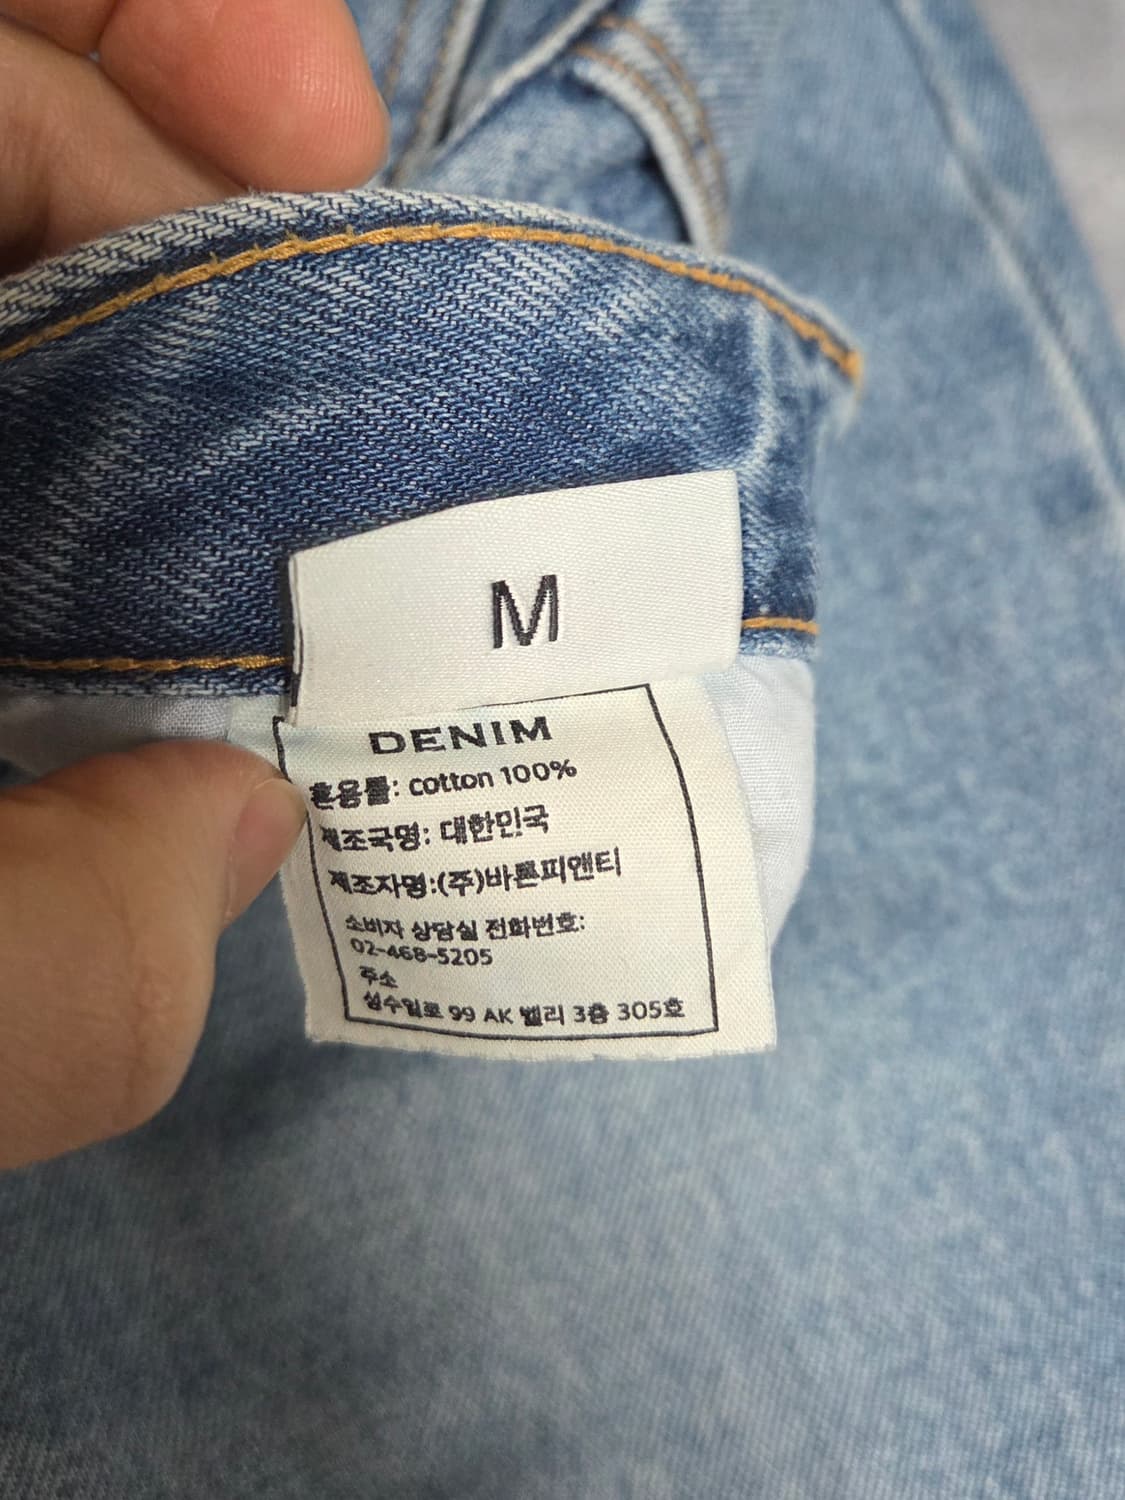 M
DENIM
혼용률: cotton 100%
제조국명: 대한민국
제조자명:(주)바른피앤티
소비자 상담실 전화번호:
02-468-5205
주소
성수일로 99 AK 밸리 3층 305호